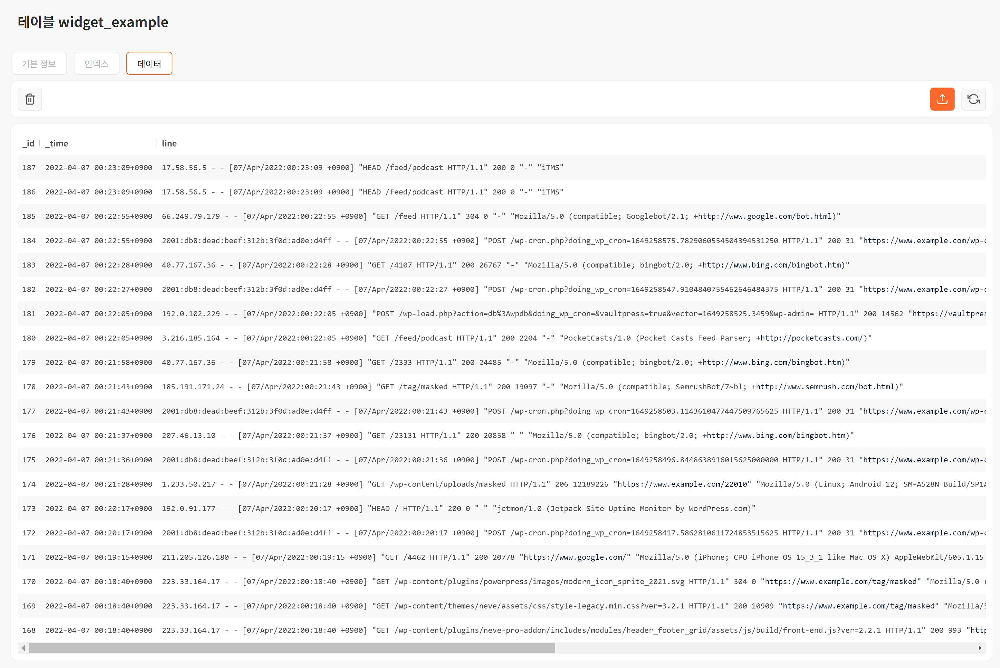 테이블 widget_example
기본 정보 인덱스 데이터
_id _time line
187 2022-04-07 00:23:09+0900 17.58.56.5 - - [07/Apr/2022:00:23:09 +0900] "HEAD /feed/podcast HTTP/1.1" 200 0 "-" "iTMS"
186 2022-04-07 00:23:09+0900 17.58.56.5 - - [07/Apr/2022:00:23:09 +0900] "HEAD /feed/podcast HTTP/1.1" 200 0 "-" "iTMS"
185 2022-04-07 00:22:55+0900 66.249.79.179 - - [07/Apr/2022:00:22:55 +0900] "GET /feed HTTP/1.1" 304 0 "-" "Mozilla/5.0 (compatible; Googlebot/2.1; +http://www.google.com/bot.html)"
184 2022-04-07 00:22:55+0900 2001:db8:dead:beef:312b:3f0d:ad0e:d4ff - - [07/Apr/2022:00:22:55 +0900] "POST /wp-cron.php?doing_wp_cron=1649258575.7829060554504394531250 HTTP/1.1" 200 31 "https://www.example.com/wp-c
183 2022-04-07 00:22:28+0900 40.77.167.36 - - [07/Apr/2022:00:22:28 +0900] "GET /4107 HTTP/1.1" 200 26767 "-" "Mozilla/5.0 (compatible; bingbot/2.0; +http://www.bing.com/bingbot.htm)"
182 2022-04-07 00:22:27+0900 2001:db8:dead:beef:312b:3f0d:ad0e:d4ff - - [07/Apr/2022:00:22:27 +0900] "POST /wp-cron.php?doing_wp_cron=1649258547.9104840755462646484375 HTTP/1.1" 200 31 "https://www.example.com/wp-c
181 2022-04-07 00:22:05+0900 192.0.102.229 - - [07/Apr/2022:00:22:05 +0900] "POST /wp-load.php?action=db%3Awpdb&doing_wp_cron=&vaultpress=true&vector=1649258525.3459&wp-admin= HTTP/1.1" 200 14562 "https://vaultpres
180 2022-04-07 00:22:05+0900 3.216.185.164 - - [07/Apr/2022:00:22:05 +0900] "GET /feed/podcast HTTP/1.1" 200 2204 "-" "PocketCasts/1.0 (Pocket Casts Feed Parser; +http://pocketcasts.com/)"
179 2022-04-07 00:21:58+0900 40.77.167.36 - - [07/Apr/2022:00:21:58 +0900] "GET /2333 HTTP/1.1" 200 24485 "-" "Mozilla/5.0 (compatible; bingbot/2.0; +http://www.bing.com/bingbot.htm)"
178 2022-04-07 00:21:43+0900 185.191.171.24 - - [07/Apr/2022:00:21:43 +0900] "GET /tag/masked HTTP/1.1" 200 19097 "-" "Mozilla/5.0 (compatible; SemrushBot/7~bl; +http://www.semrush.com/bot.html)"
177 2022-04-07 00:21:43+0900 2001:db8:dead:beef:312b:3f0d:ad0e:d4ff - - [07/Apr/2022:00:21:43 +0900] "POST /wp-cron.php?doing_wp_cron=1649258503.1143610477447509765625 HTTP/1.1" 200 31 "https://www.example.com/wp-c
176 2022-04-07 00:21:37+0900 207.46.13.10 - - [07/Apr/2022:00:21:37 +0900] "GET /23131 HTTP/1.1" 200 20858 "-" "Mozilla/5.0 (compatible; bingbot/2.0; +http://www.bing.com/bingbot.htm)"
175 2022-04-07 00:21:36+0900 2001:db8:dead:beef:312b:3f0d:ad0e:d4ff - - [07/Apr/2022:00:21:36 +0900] "POST /wp-cron.php?doing_wp_cron=1649258496.8448638916015625000000 HTTP/1.1" 200 31 "https://www.example.com/wp-c
174 2022-04-07 00:21:28+0900 1.233.50.217 - - [07/Apr/2022:00:21:28 +0900] "GET /wp-content/uploads/masked HTTP/1.1" 206 12189226 "https://www.example.com/22010" "Mozilla/5.0 (Linux; Android 12; SM-A528N Build/SP1A
173 2022-04-07 00:20:17+0900 192.0.91.177 - - [07/Apr/2022:00:20:17 +0900] "HEAD / HTTP/1.1" 200 0 "-" "jetmon/1.0 (Jetpack Site Uptime Monitor by WordPress.com)"
172 2022-04-07 00:20:17+0900 2001:db8:dead:beef:312b:3f0d:ad0e:d4ff - - [07/Apr/2022:00:20:17 +0900] "POST /wp-cron.php?doing_wp_cron=1649258417.5862810611724853515625 HTTP/1.1" 200 31 "https://www.example.com/wp-c
171 2022-04-07 00:19:15+0900 211.205.126.180 - - [07/Apr/2022:00:19:15 +0900] "GET /4462 HTTP/1.1" 200 20778 "https://www.google.com/" "Mozilla/5.0 (iPhone; CPU iPhone OS 15_3_1 like Mac OS X) AppleWebKit/605.1.15
170 2022-04-07 00:18:40+0900 223.33.164.17 - - [07/Apr/2022:00:18:40 +0900] "GET /wp-content/plugins/powerpress/images/modern_icon_sprite_2021.svg HTTP/1.1" 304 0 "https://www.example.com/tag/masked" "Mozilla/5.0 (
169 2022-04-07 00:18:40+0900 223.33.164.17 - - [07/Apr/2022:00:18:40 +0900] "GET /wp-content/themes/neve/assets/css/style-legacy.min.css?ver=3.2.1 HTTP/1.1" 200 10909 "https://www.example.com/tag/masked" "Mozilla/5
168 2022-04-07 00:18:40+0900 223.33.164.17 - - [07/Apr/2022:00:18:40 +0900] "GET /wp-content/plugins/neve-pro-addon/includes/modules/header_footer_grid/assets/js/build/front-end.js?ver=2.2.1 HTTP/1.1" 200 993 "http